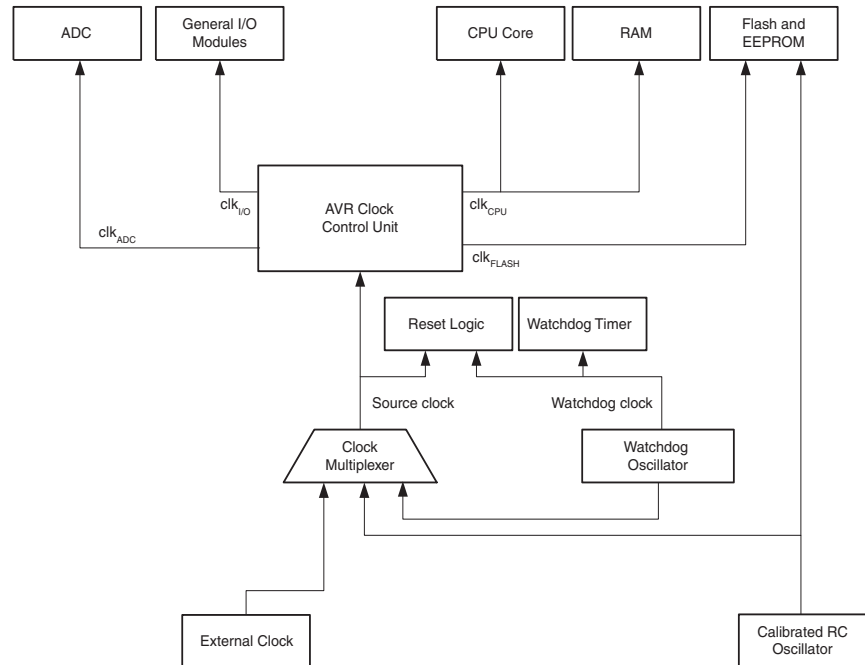 ADC
General I/O
Modules
CPU Core
RAM
Flash and
EEPROM
clkI/O
AVR Clock
Control Unit
clkCPU
clkADC
clkFLASH
Reset Logic
Watchdog Timer
Source clock
Watchdog clock
Clock
Multiplexer
Watchdog
Oscillator
External Clock
Calibrated RC
Oscillator